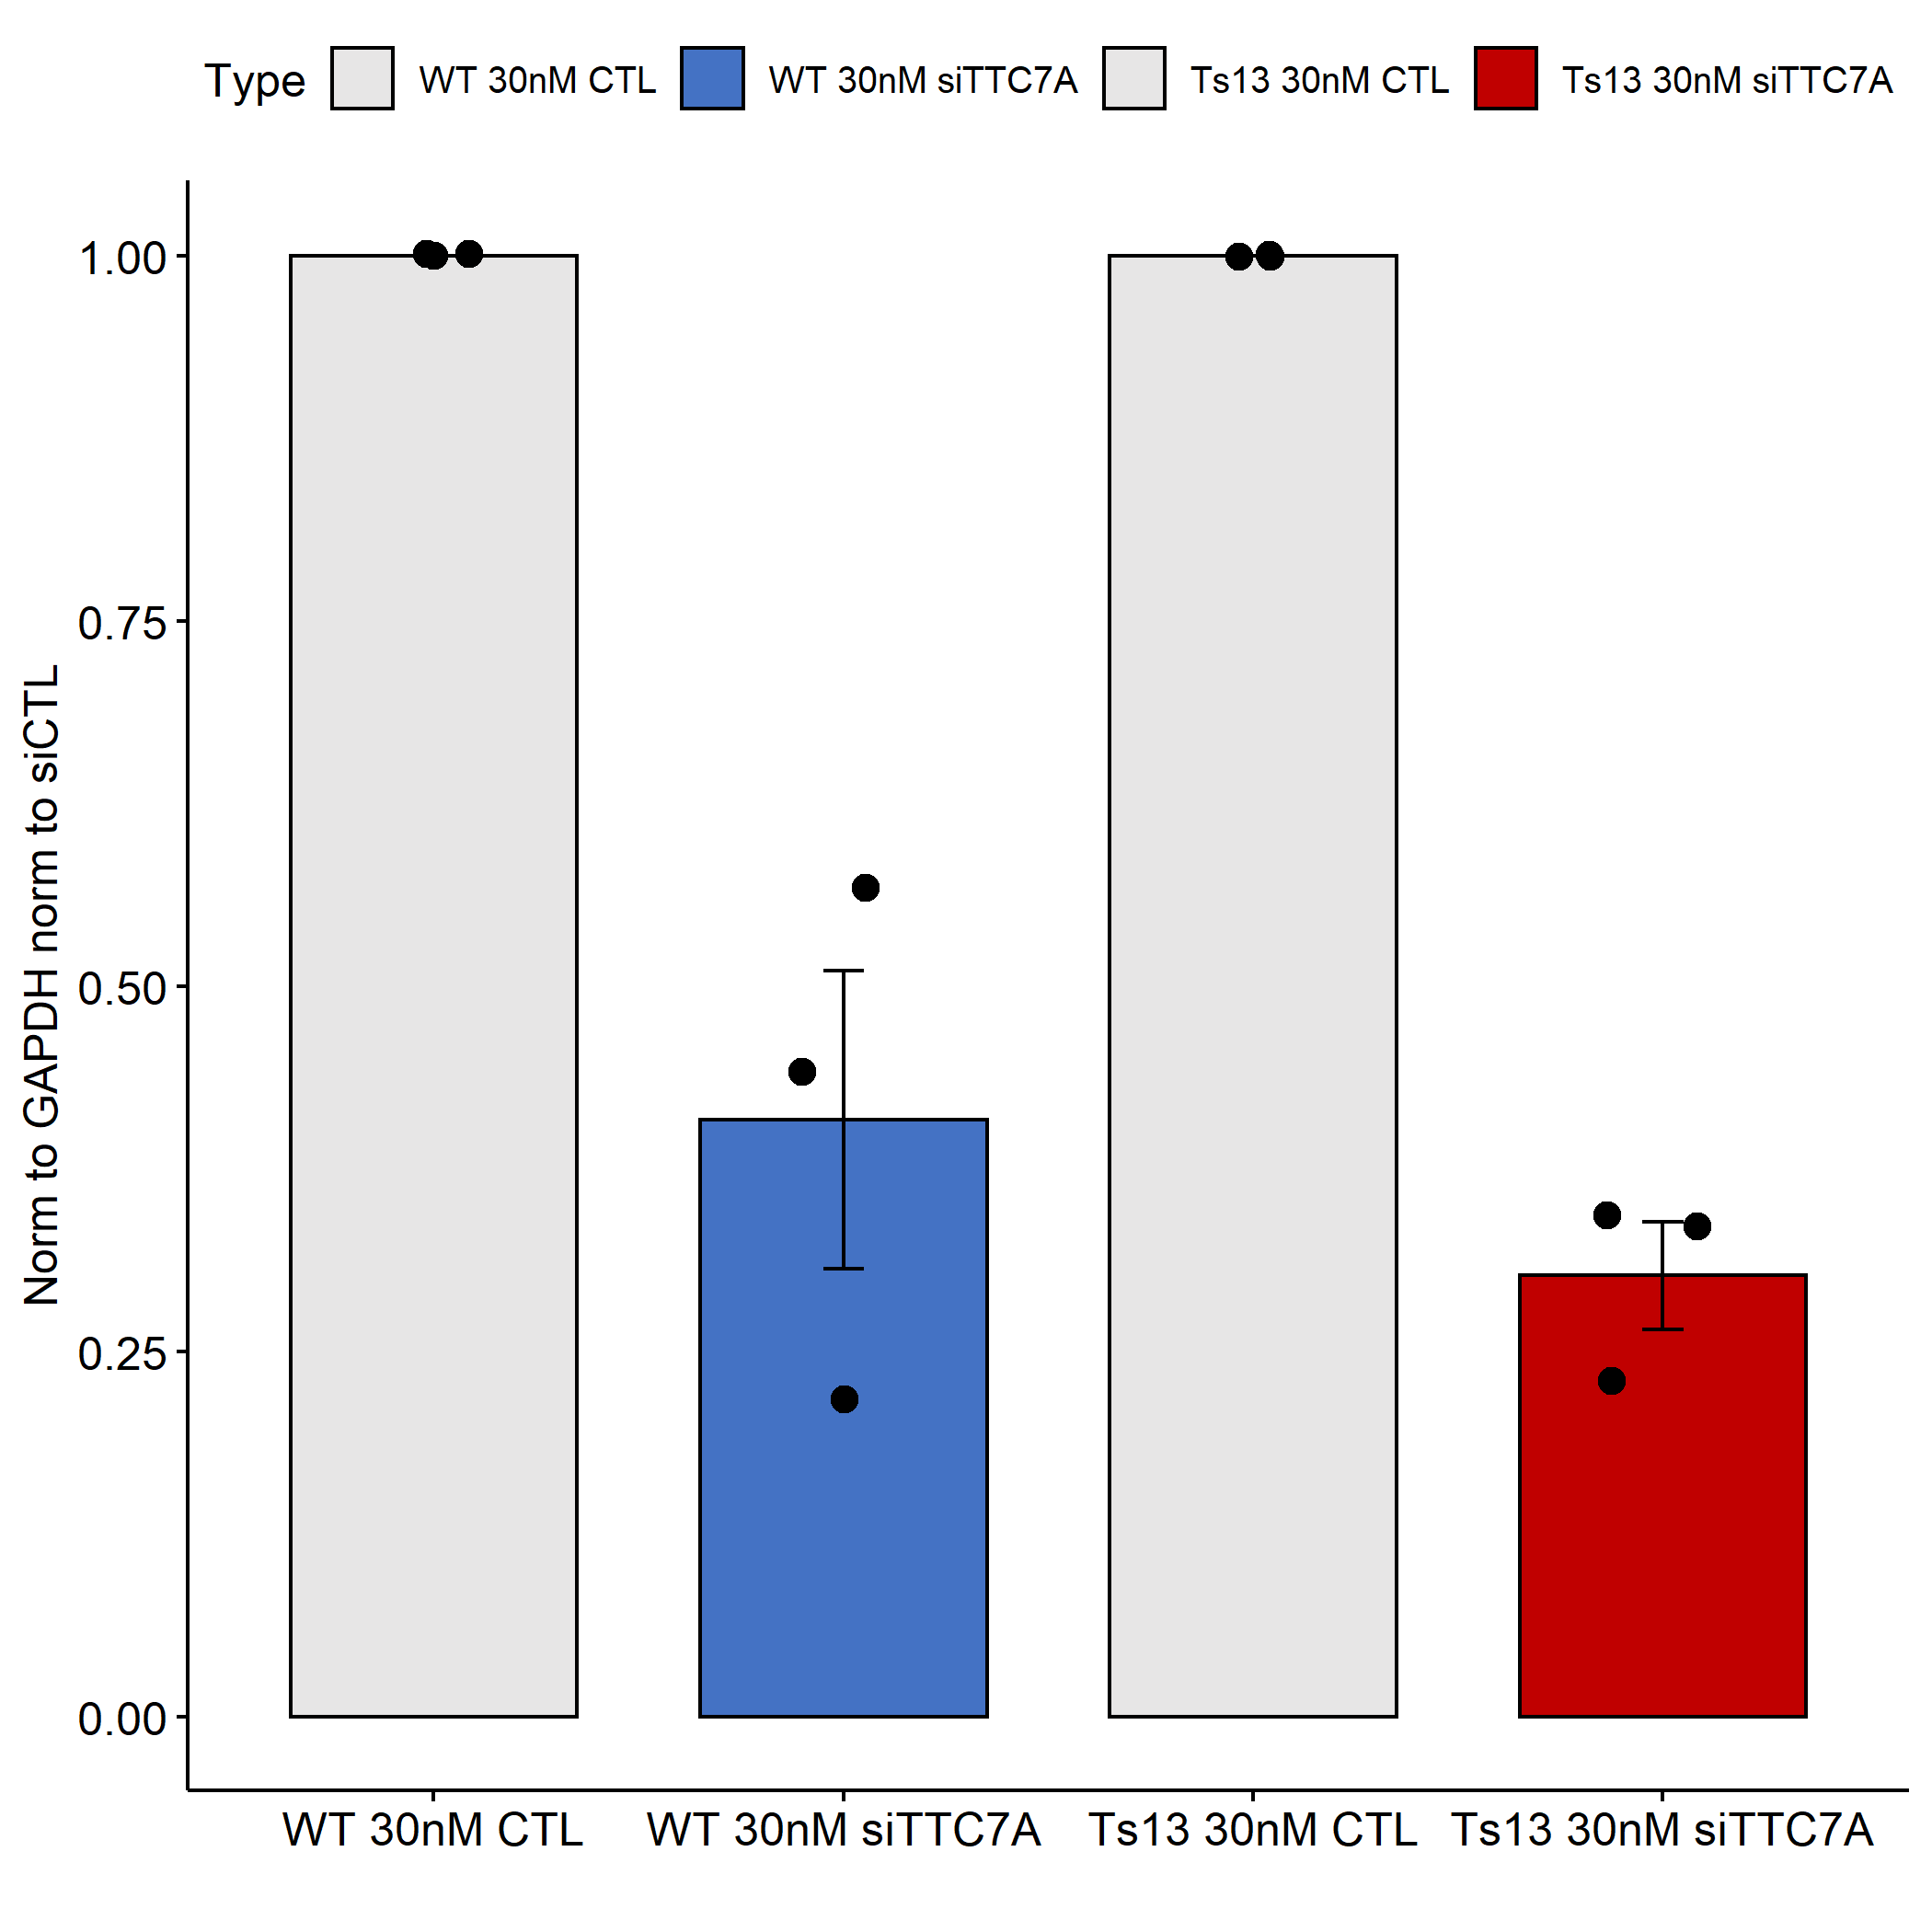 Type WT 30nM CTL WT 30nM siTTC7A Ts13 30nM CTL Ts13 30nM siTTC7A
1.00
0.75
0.50
0.25
0.00
Norm to GAPDH norm to siCTL
WT 30nM CTL WT 30nM siTTC7A Ts13 30nM CTL Ts13 30nM siTTC7A